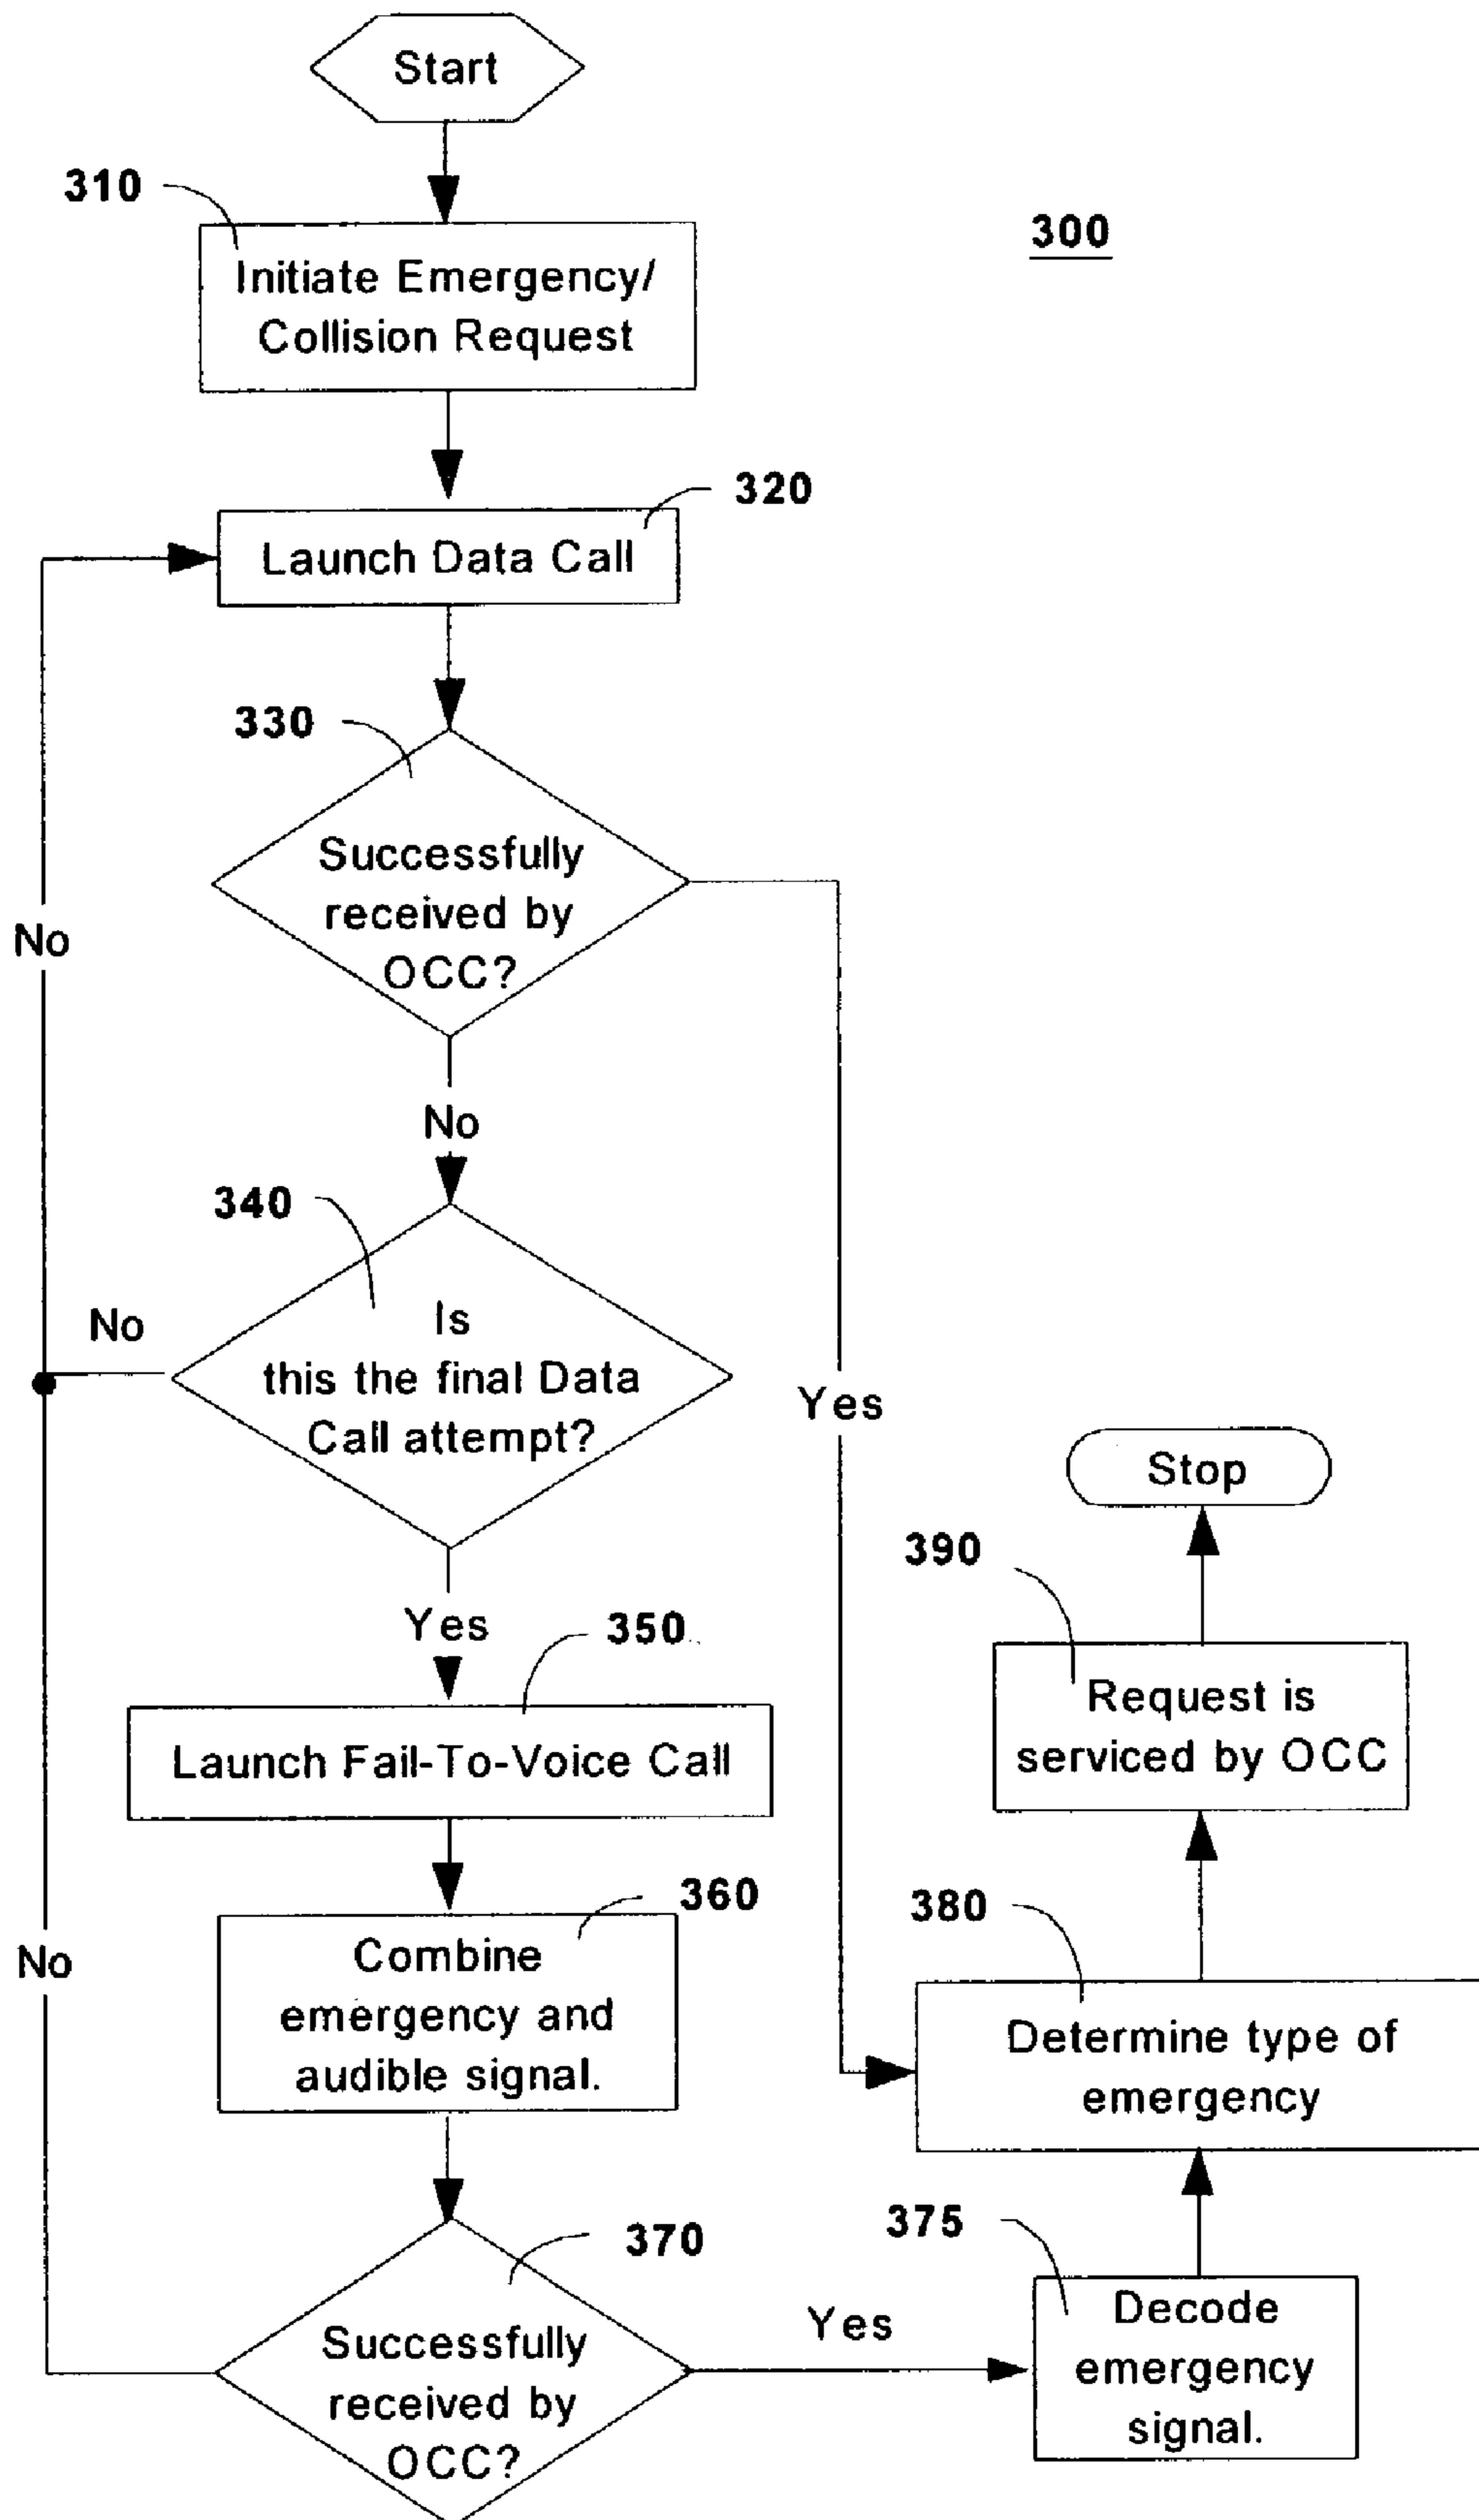 Start
310
300
Initiate Emergency/
Collision Request
320
Launch Data Call
330
Successfully
received by
OCC?
No
No
340
Is
this the final Data
Call attempt?
No
Yes
Stop
390
Yes
350
Request is
serviced by OCC
Launch Fail-To-Voice Call
360
380
Combine
emergency and
audible signal.
No
Determine type of
emergency
370
375
Successfully
received by
OCC?
Yes
Decode
emergency
signal.